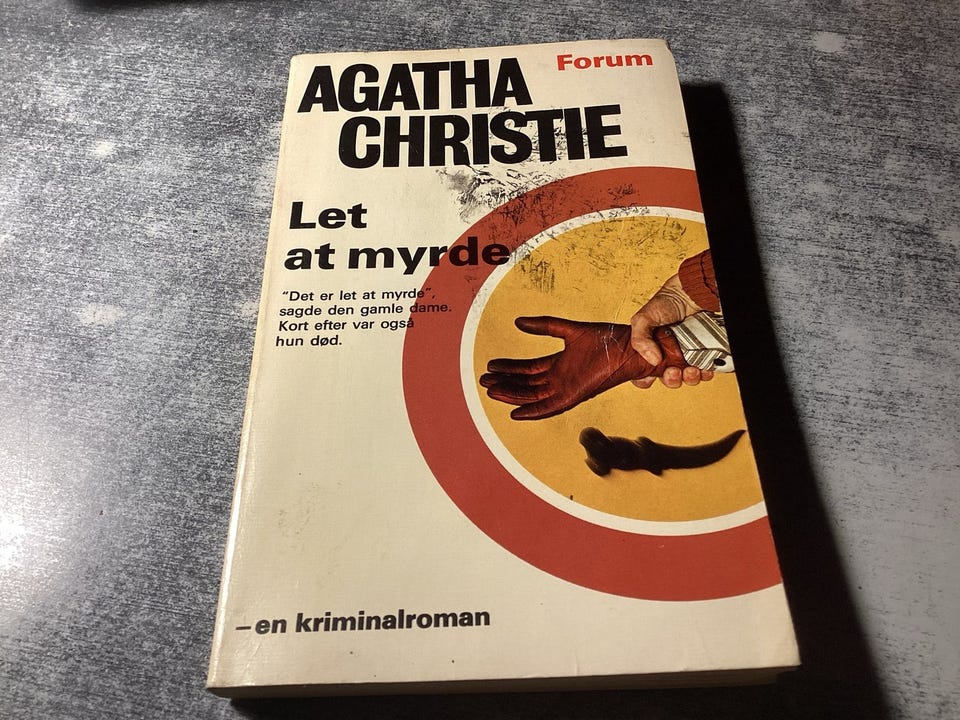 Forum
AGATHA
CHRISTIE
Let
at myrde
"Det er let at myrde",
sagde den gamle dame.
Kort efter var også
hun død.
–en kriminalroman